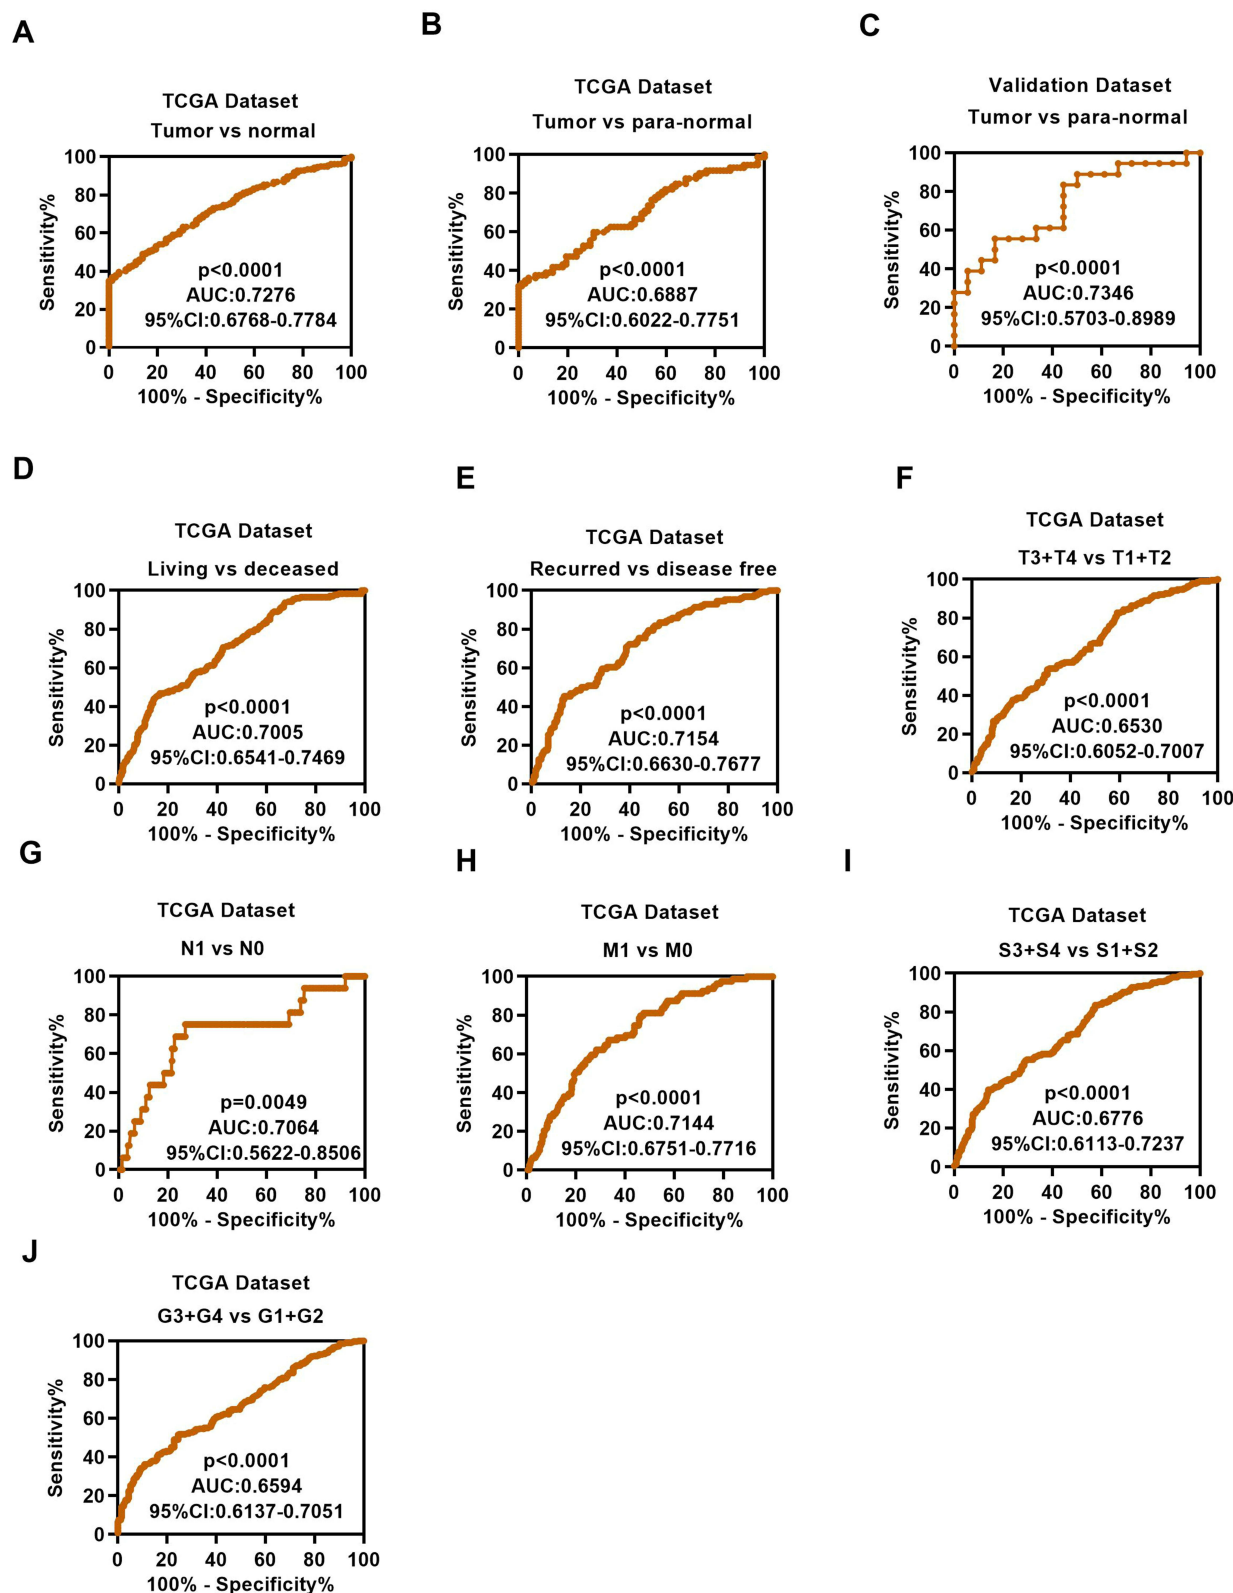 A
TCGA Dataset
Tumor vs normal
Sensitivity%
100
80
60
40
20
0
p<0.0001
AUC:0.7276
95%CI:0.6768-0.7784
0 20 40 60 80 100
100% - Specificity%
B
TCGA Dataset
Tumor vs para-normal
Sensitivity%
100
80
60
40
20
0
p<0.0001
AUC:0.6887
95%CI:0.6022-0.7751
0 20 40 60 80 100
100% - Specificity%
C
Validation Dataset
Tumor vs para-normal
Sensitivity%
100
80
60
40
20
0
p<0.0001
AUC:0.7346
95%CI:0.5703-0.8989
0 20 40 60 80 100
100% - Specificity%
D
TCGA Dataset
Living vs deceased
Sensitivity%
100
80
60
40
20
0
p<0.0001
AUC:0.7005
95%CI:0.6541-0.7469
0 20 40 60 80 100
100% - Specificity%
E
TCGA Dataset
Recurred vs disease free
Sensitivity%
100
80
60
40
20
0
p<0.0001
AUC:0.7154
95%CI:0.6630-0.7677
0 20 40 60 80 100
100% - Specificity%
F
TCGA Dataset
T3+T4 vs T1+T2
Sensitivity%
100
80
60
40
20
0
p<0.0001
AUC:0.6530
95%CI:0.6052-0.7007
0 20 40 60 80 100
100% - Specificity%
G
TCGA Dataset
N1 vs N0
Sensitivity%
100
80
60
40
20
0
p=0.0049
AUC:0.7064
95%CI:0.5622-0.8506
0 20 40 60 80 100
100% - Specificity%
H
TCGA Dataset
M1 vs M0
Sensitivity%
100
80
60
40
20
0
p<0.0001
AUC:0.7144
95%CI:0.6751-0.7716
0 20 40 60 80 100
100% - Specificity%
I
TCGA Dataset
S3+S4 vs S1+S2
Sensitivity%
100
80
60
40
20
0
p<0.0001
AUC:0.6776
95%CI:0.6113-0.7237
0 20 40 60 80 100
100% - Specificity%
J
TCGA Dataset
G3+G4 vs G1+G2
Sensitivity%
100
80
60
40
20
0
p<0.0001
AUC:0.6594
95%CI:0.6137-0.7051
0 20 40 60 80 100
100% - Specificity%